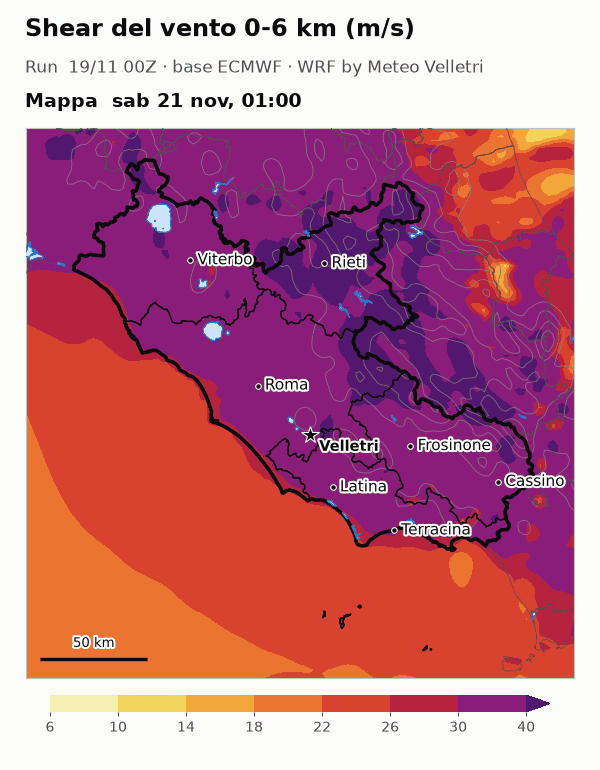 Shear del vento 0-6 km (m/s)
Run  19/11 00Z · base ECMWF · WRF by Meteo Velletri
Mappa  sab 21 nov, 01:00
Viterbo
Rieti
Roma
Velletri
Frosinone
Cassino
Latina
Terracina
50 km
6 10 14 18 22 26 30 40